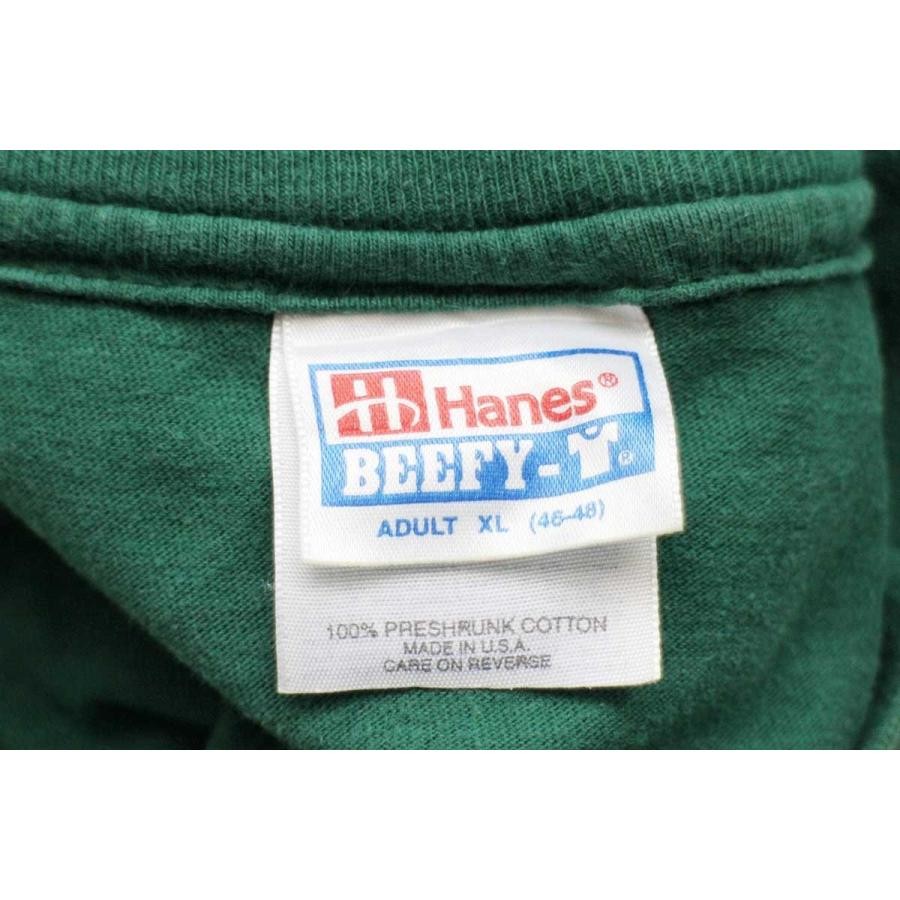 Hanes®
BEEFY-T®
ADULT XL (46-48)
100% PRESHRUNK COTTON
MADE IN U.S.A.
CARE ON REVERSE